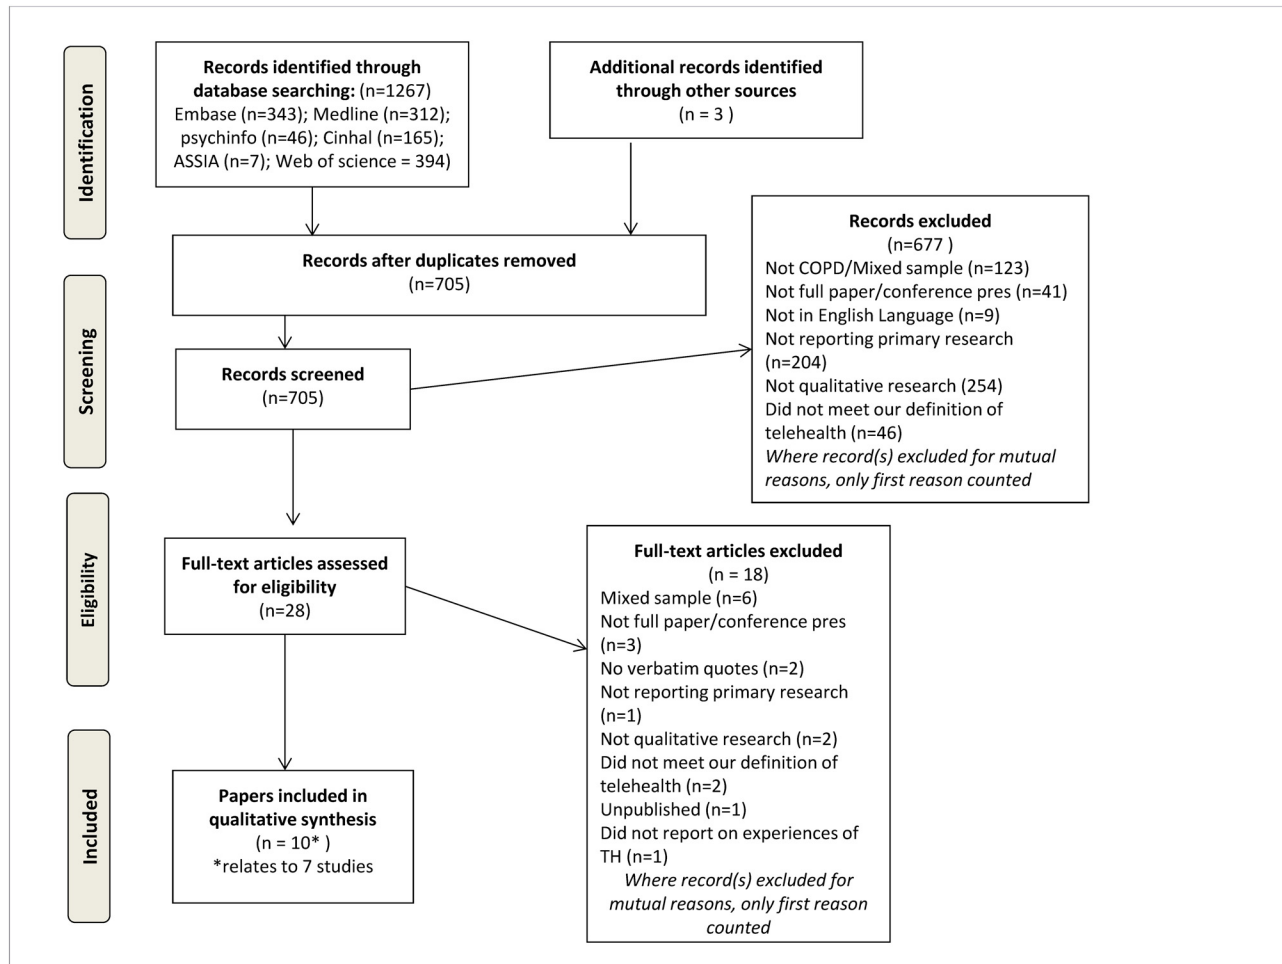 Identification
Records identified through
database searching: (n=1267)
Embase (n=343); Medline (n=312);
psychinfo (n=46); Cinhal (n=165);
ASSIA (n=7); Web of science = 394)
Additional records identified
through other sources
(n = 3 )
Records after duplicates removed
(n=705)
Screening
Records screened
(n=705)
Records excluded
(n=677 )
Not COPD/Mixed sample (n=123)
Not full paper/conference pres (n=41)
Not in English Language (n=9)
Not reporting primary research
(n=204)
Not qualitative research (254)
Did not meet our definition of
telehealth (n=46)
Where record(s) excluded for mutual
reasons, only first reason counted
Eligibility
Full-text articles assessed
for eligibility
(n=28)
Full-text articles excluded
(n = 18)
Mixed sample (n=6)
Not full paper/conference pres
(n=3)
No verbatim quotes (n=2)
Not reporting primary research
(n=1)
Not qualitative research (n=2)
Did not meet our definition of
telehealth (n=2)
Unpublished (n=1)
Did not report on experiences of
TH (n=1)
Where record(s) excluded for
mutual reasons, only first reason
counted
Included
Papers included in
qualitative synthesis
(n = 10* )
*relates to 7 studies